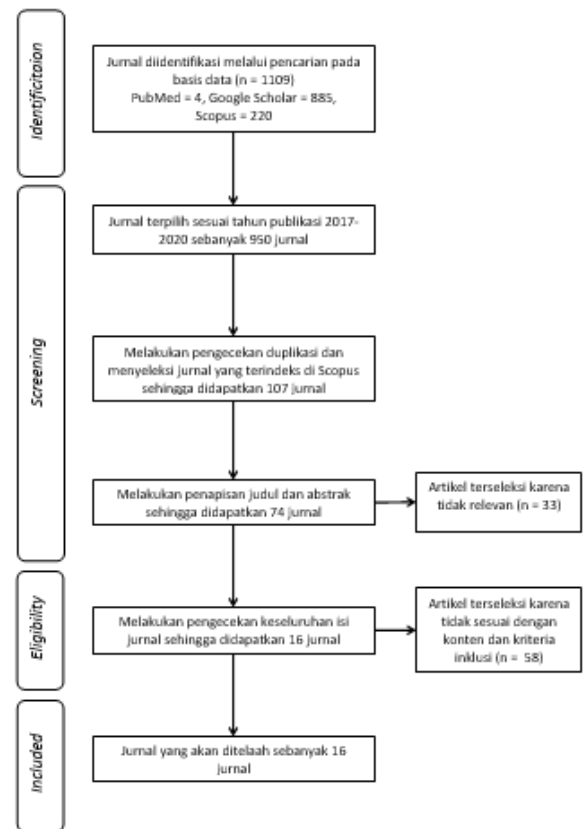 Identificitaion
Jurnal diidentifikasi melalui pencarian pada
basis data (n = 1109)
PubMed = 4, Google Scholar = 885,
Scopus = 220
Screening
Jurnal terpilih sesuai tahun publikasi 2017-
2020 sebanyak 950 jurnal
Melakukan pengecekan duplikasi dan
menyeleksi jurnal yang terindeks di Scopus
sehingga didapatkan 107 jurnal
Melakukan penapisan judul dan abstrak
sehingga didapatkan 74 jurnal
Artikel terseleksi karena
tidak relevan (n = 33)
Eligibility
Melakukan pengecekan keseluruhan isi
jurnal sehingga didapatkan 16 jurnal
Artikel terseleksi karena
tidak sesuai dengan
konten dan kriteria
inklusi (n = 58)
Included
Jurnal yang akan ditelaah sebanyak 16
jurnal